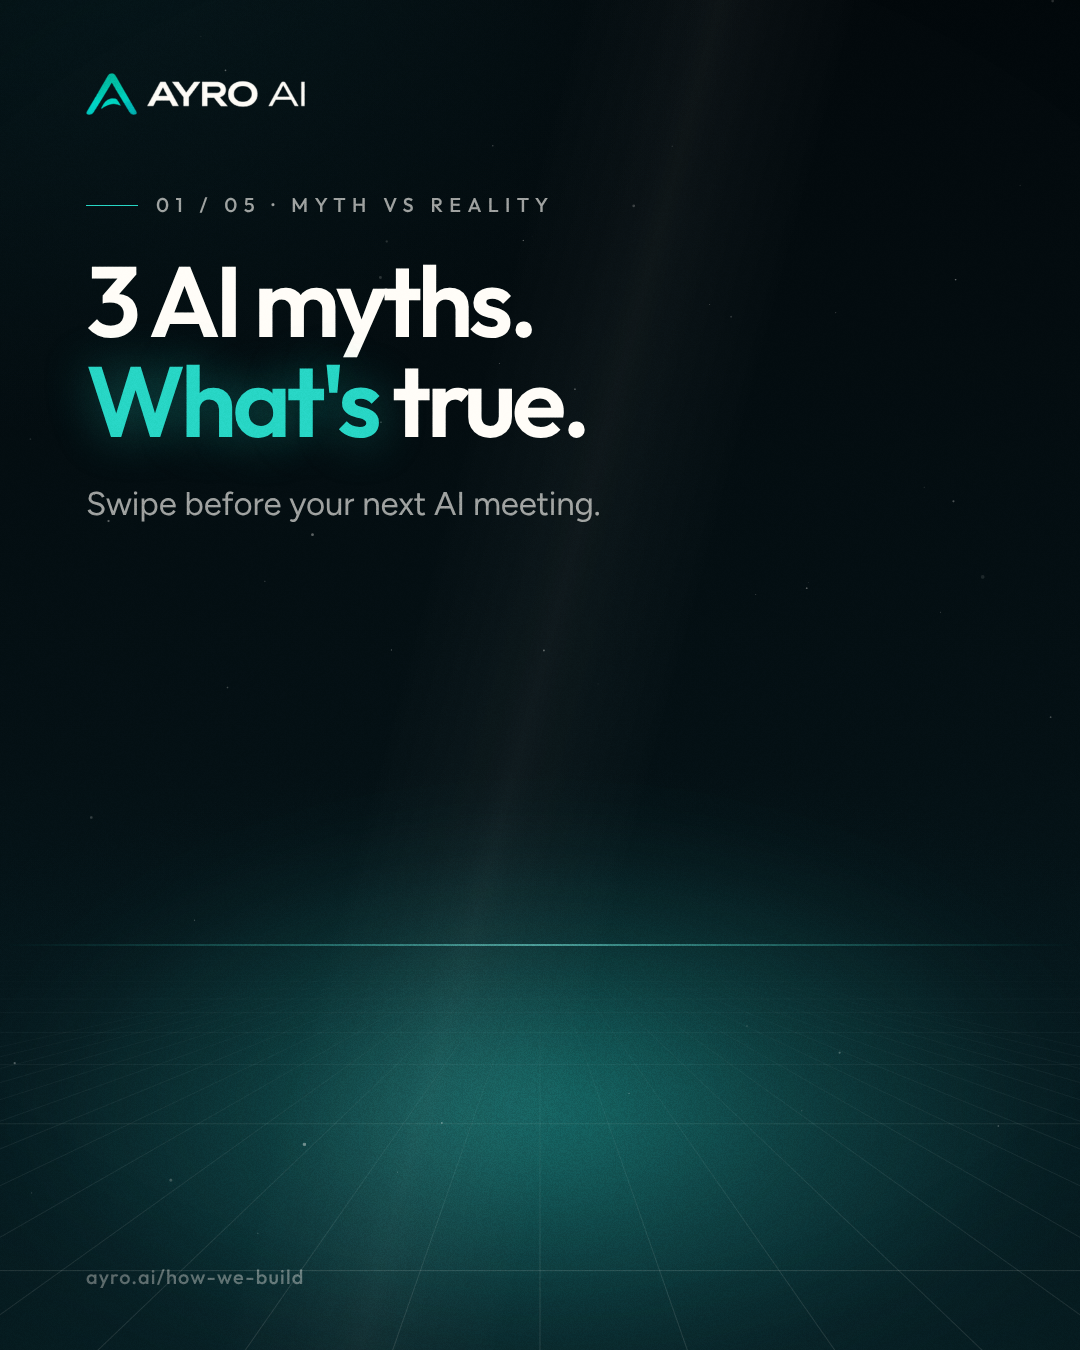 AYRO AI
01 / 05 · MYTH VS REALITY
3 AI myths.
What's true.
Swipe before your next AI meeting.
ayro.ai/how-we-build